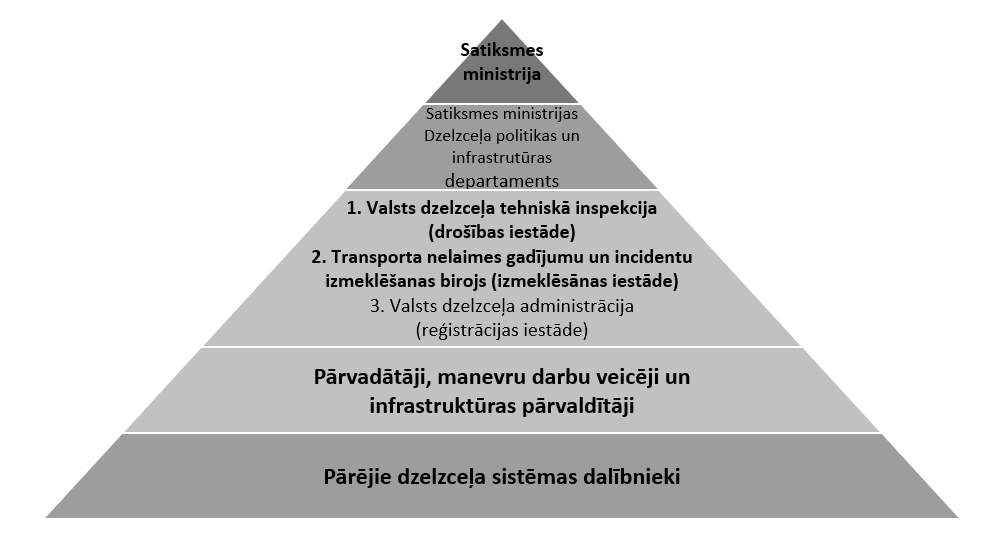 Satiksmes
ministrija
Satiksmes ministrijas
Dzelzceļa politikas un
infrastrutūras
departaments
1. Valsts dzelzceļa tehniskā inspekcija
(drošības iestāde)
2. Transporta nelaimes gadījumu un incidentu
izmeklēšanas birojs (izmeklēsānas iestāde)
3. Valsts dzelzceļa administrācija
(reģistrācijas iestāde)
Pārvadātāji, manevru darbu veicēji un
infrastruktūras pārvaldītāji
Pārējie dzelzceļa sistēmas dalībnieki